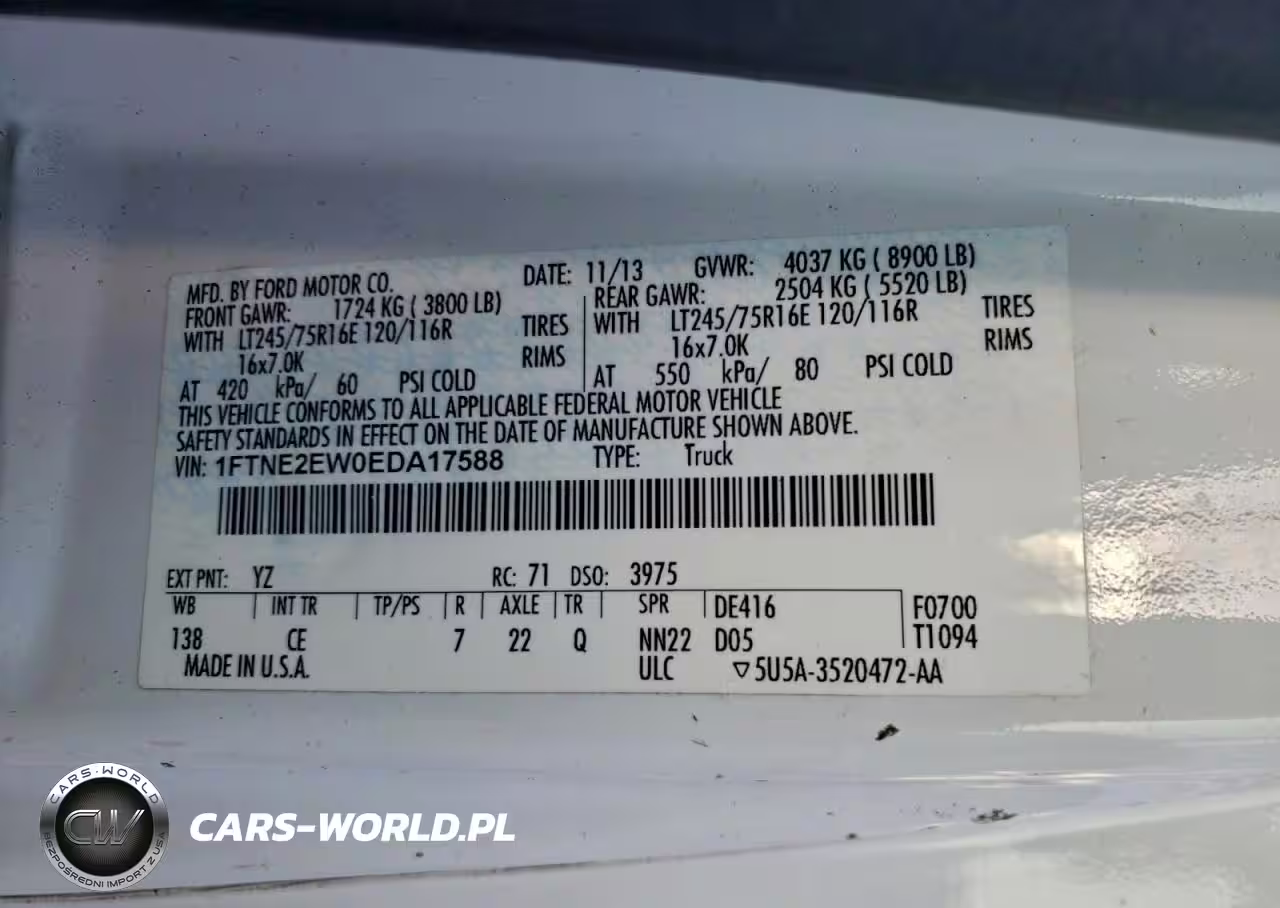 MFD. BY FORD MOTOR CO. DATE: 11/13 GVWR: 4037 KG ( 8900 LB)
FRONT GAWR: 1724 KG ( 3800 LB) REAR GAWR: 2504 KG ( 5520 LB)
WITH LT245/75R16E 120/116R TIRES WITH LT245/75R16E 120/116R TIRES
16x7.0K RIMS 16x7.0K RIMS
AT 420 kPa/ 60 PSI COLD AT 550 kPa/ 80 PSI COLD
THIS VEHICLE CONFORMS TO ALL APPLICABLE FEDERAL MOTOR VEHICLE
SAFETY STANDARDS IN EFFECT ON THE DATE OF MANUFACTURE SHOWN ABOVE.
VIN: 1FTNE2EW0EDA17588 TYPE: Truck
EXT PNT: YZ RC: 71 DSO: 3975
WB INT TR TP/PS R AXLE TR SPR DE416 F0700
138 CE 7 22 Q NN22 D05 T1094
MADE IN U.S.A. ULC ▽5U5A-3520472-AA
CARS-WORLD
CW
BEZPOŚREDNI IMPORT Z USA
CARS-WORLD.PL